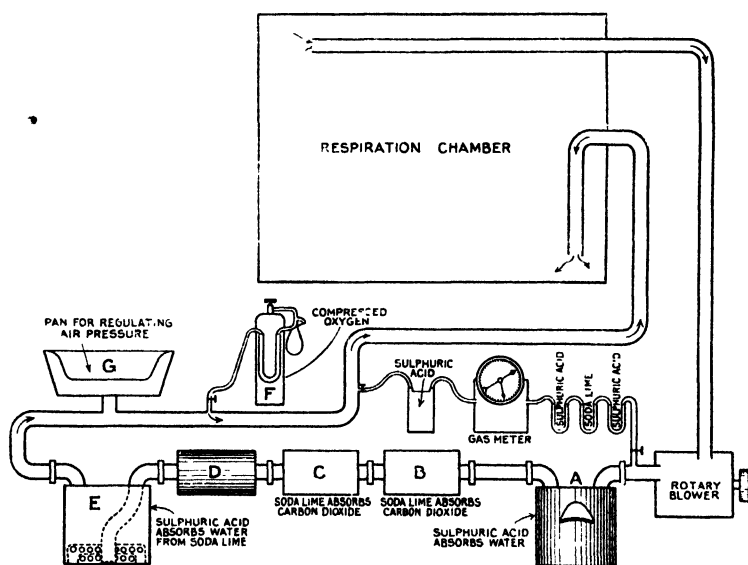 RESPIRATION CHAMBER
PAN FOR REGULATING
AIR PRESSURE
G
COMPRESSED
OXYGEN
F
SULPHURIC
ACID
GAS METER
SULPHURIC ACID
SODA LIME
SULPHURIC ACID
E
SULPHURIC ACID
ABSORBS WATER
FROM SODA LIME
D
C
SODA LIME ABSORBS
CARBON DIOXIDE
B
SODA LIME ABSORBS
CARBON DIOXIDE
A
SULPHURIC ACID
ABSORBS WATER
ROTARY
BLOWER